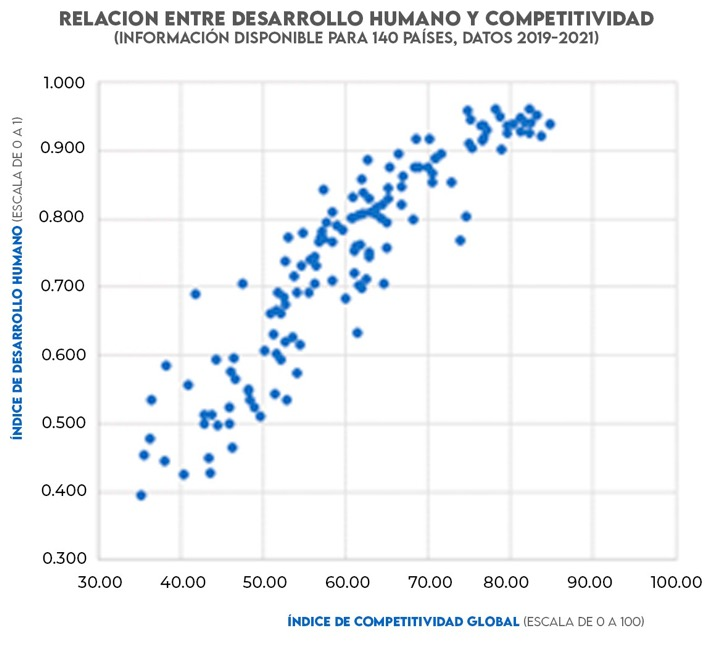 RELACION ENTRE DESARROLLO HUMANO Y COMPETITIVIDAD
(INFORMACIÓN DISPONIBLE PARA 140 PAÍSES, DATOS 2019-2021)
ÍNDICE DE DESARROLLO HUMANO (ESCALA DE 0 A 1)
1.000
0.900
0.800
0.700
0.600
0.500
0.400
0.300
30.00 40.00 50.00 60.00 70.00 80.00 90.00 100.00
ÍNDICE DE COMPETITIVIDAD GLOBAL (ESCALA DE 0 A 100)